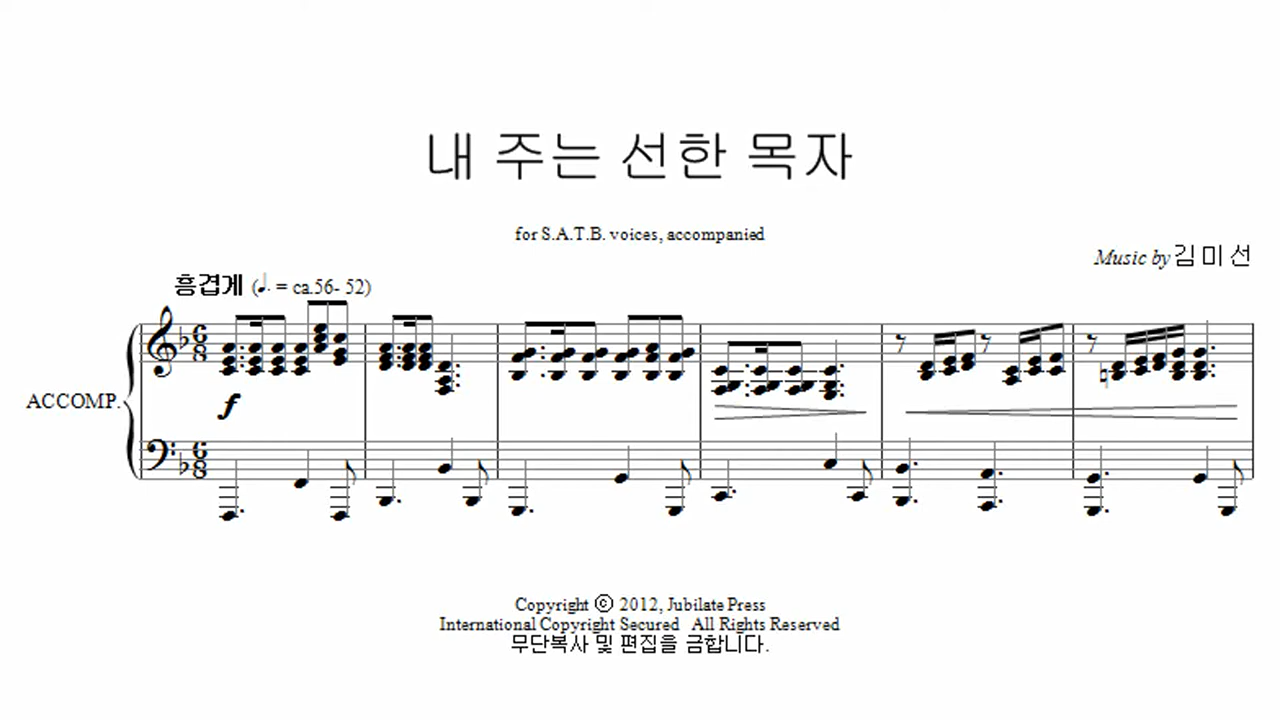 내 주는 선한 목자
for S.A.T.B. voices, accompanied
Music by 김 미 선
흥겹게 (♩. = ca.56- 52)
ACCOMP.
f
Copyright ⓒ 2012, Jubilate Press
International Copyright Secured All Rights Reserved
무단복사 및 편집을 금합니다.